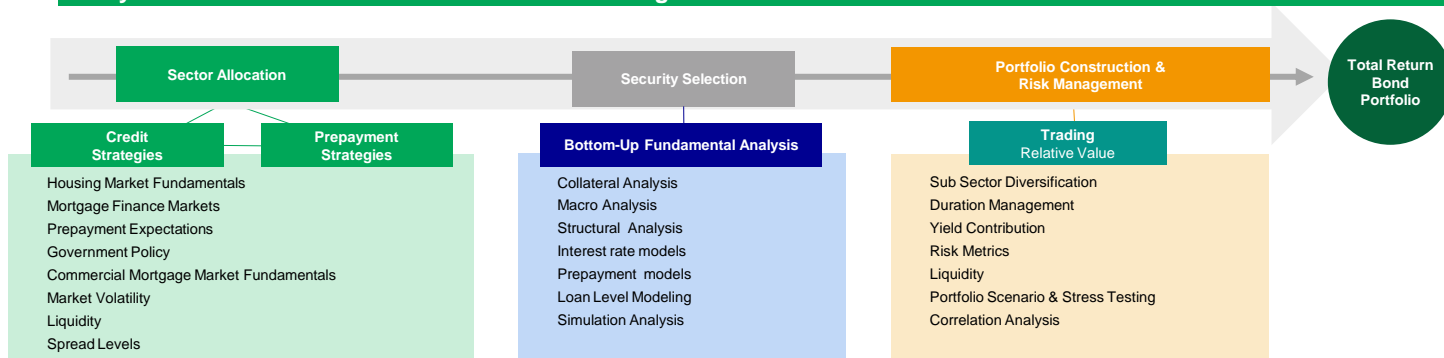 Sector Allocation
Security Selection
Portfolio Construction &
Risk Management
Total Return
Bond
Portfolio
Credit
Strategies
Prepayment
Strategies
Housing Market Fundamentals
Mortgage Finance Markets
Prepayment Expectations
Government Policy
Commercial Mortgage Market Fundamentals
Market Volatility
Liquidity
Spread Levels
Bottom-Up Fundamental Analysis
Collateral Analysis
Macro Analysis
Structural Analysis
Interest rate models
Prepayment models
Loan Level Modeling
Simulation Analysis
Trading
Relative Value
Sub Sector Diversification
Duration Management
Yield Contribution
Risk Metrics
Liquidity
Portfolio Scenario & Stress Testing
Correlation Analysis